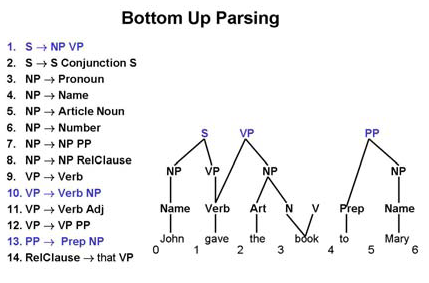 Bottom Up Parsing
1. S → NP VP
2. S → S Conjunction S
3. NP → Pronoun
4. NP → Name
5. NP → Article Noun
6. NP → Number
7. NP → NP PP
8. NP → NP RelClause
9. VP → Verb
10. VP → Verb NP
11. VP → Verb Adj
12. VP → VP PP
13. PP → Prep NP
14. RelClause → that VP
S VP PP
NP VP NP NP
Name Verb Art N V Prep Name
John gave the book to Mary
0 1 2 3 4 5 6